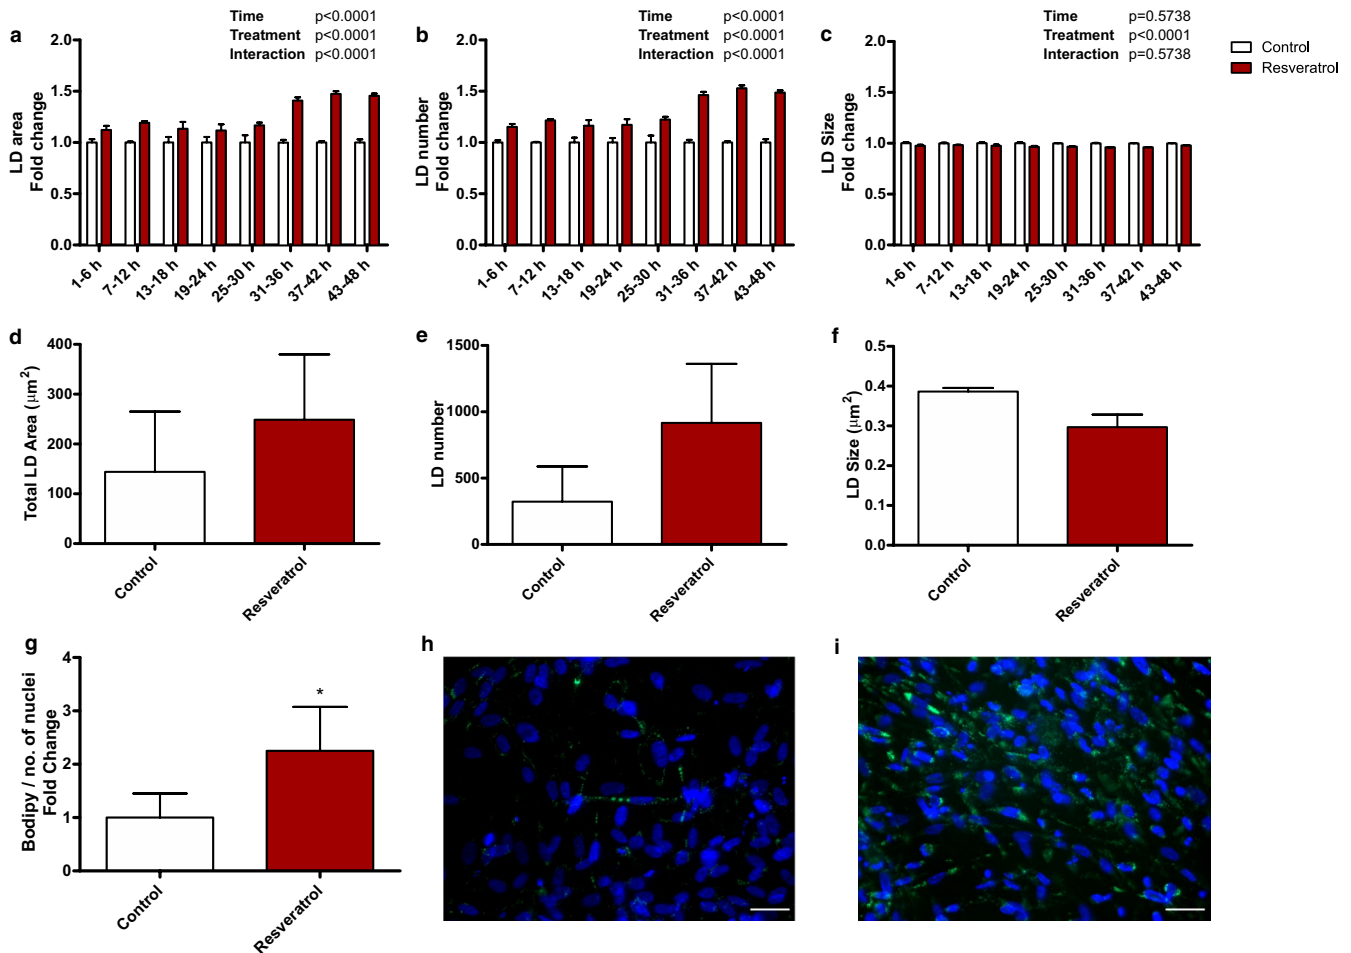 a
Time p<0.0001
Treatment p<0.0001
Interaction p<0.0001
LD area
Fold change
2.0
1.5
1.0
0.5
0.0
1-6 h
7-12 h
13-18 h
19-24 h
25-30 h
31-36 h
37-42 h
43-48 h
b
Time p<0.0001
Treatment p<0.0001
Interaction p<0.0001
LD number
Fold change
2.0
1.5
1.0
0.5
0.0
1-6 h
7-12 h
13-18 h
19-24 h
25-30 h
31-36 h
37-42 h
43-48 h
c
Time p=0.5738
Treatment p<0.0001
Interaction p=0.5738
LD Size
Fold change
2.0
1.5
1.0
0.5
0.0
1-6 h
7-12 h
13-18 h
19-24 h
25-30 h
31-36 h
37-42 h
43-48 h
Control
Resveratrol
d
Total LD Area (μm²)
400
300
200
100
0
Control
Resveratrol
e
LD number
1500
1000
500
0
Control
Resveratrol
f
LD Size (μm²)
0.5
0.4
0.3
0.2
0.1
0.0
Control
Resveratrol
g
Bodipy / no. of nuclei
Fold Change
4
3
2
1
0
*
Control
Resveratrol
h
i